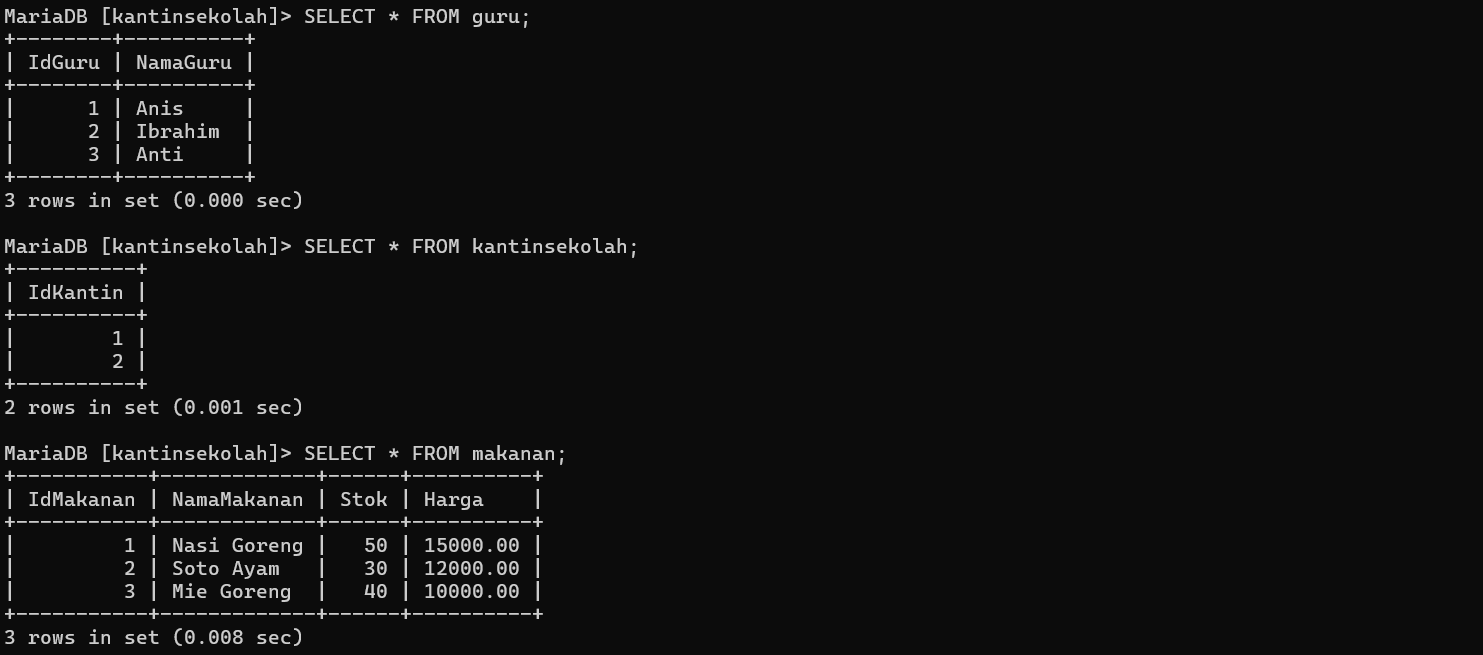 MariaDB [kantinsekolah]> SELECT * FROM guru;
+--------+----------+
| IdGuru | NamaGuru |
+--------+----------+
|      1 | Anis     |
|      2 | Ibrahim  |
|      3 | Anti     |
+--------+----------+
3 rows in set (0.000 sec)

MariaDB [kantinsekolah]> SELECT * FROM kantinsekolah;
+----------+
| IdKantin |
+----------+
|        1 |
|        2 |
+----------+
2 rows in set (0.001 sec)

MariaDB [kantinsekolah]> SELECT * FROM makanan;
+-----------+-------------+------+----------+
| IdMakanan | NamaMakanan | Stok | Harga    |
+-----------+-------------+------+----------+
|         1 | Nasi Goreng |   50 | 15000.00 |
|         2 | Soto Ayam   |   30 | 12000.00 |
|         3 | Mie Goreng  |   40 | 10000.00 |
+-----------+-------------+------+----------+
3 rows in set (0.008 sec)